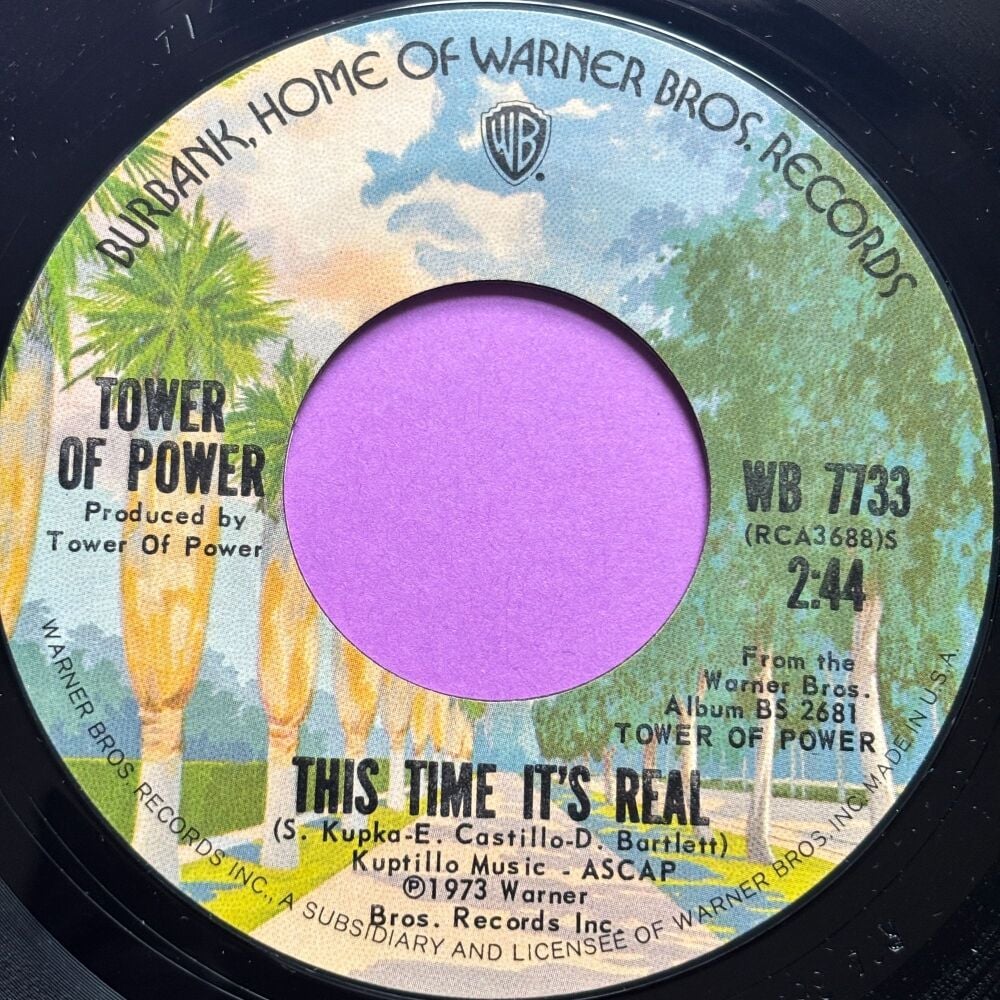 BURBANK, HOME OF WARNER BROS. RECORDS
WB
TOWER
OF POWER
Produced by
Tower Of Power
WB 7733
(RCA3688)S
2:44
From the
Warner Bros.
Album BS 2681
TOWER OF POWER
THIS TIME IT'S REAL
(S. Kupka-E. Castillo-D. Bartlett)
Kuptillo Music - ASCAP
℗1973 Warner
Bros. Records Inc.
WARNER BROS. RECORDS INC., A SUBSIDIARY AND LICENSEE OF WARNER BROS. INC. MADE IN U.S.A.